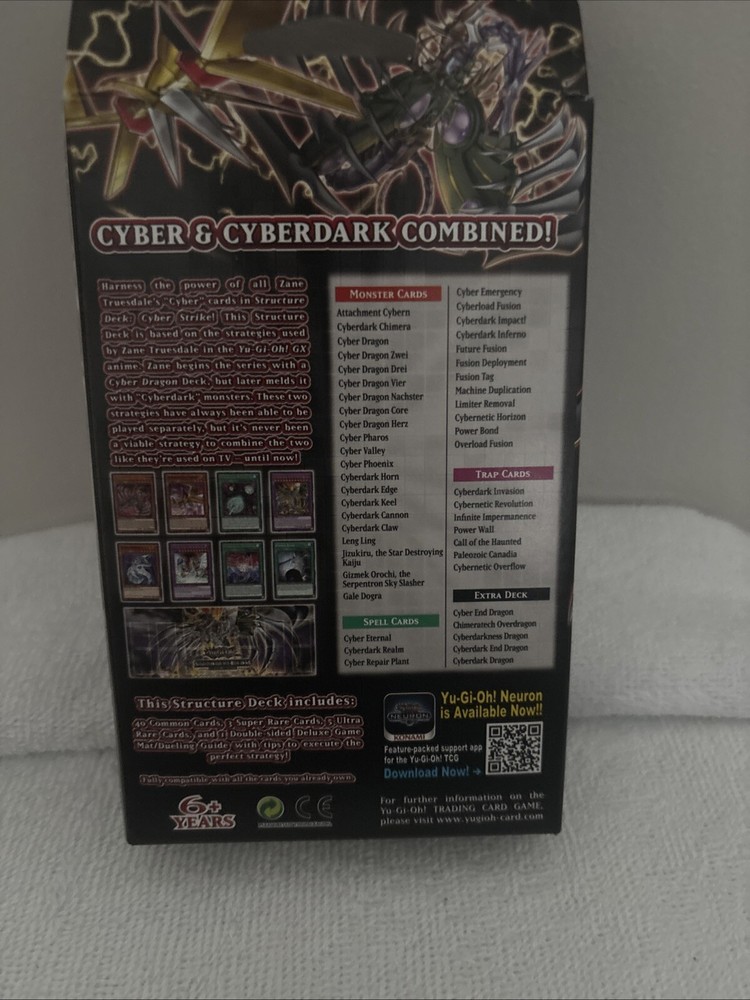 CYBER & CYBERDARK COMBINED!
Harness the power of all Zane
Truesdale's "Cyber" cards in Structure
Deck: Cyber Strike! This Structure
Deck is based on the strategies used
by Zane Truesdale in the Yu-Gi-Oh! GX
anime. Zane begins the series with a
Cyber Dragon Deck, but later melds it
with "Cyberdark" monsters. These two
strategies have always been able to be
played separately, but it's never been
a viable strategy to combine the two
like they're used on TV—until now!
MONSTER CARDS
Attachment Cybern
Cyberdark Chimera
Cyber Dragon
Cyber Dragon Zwei
Cyber Dragon Drei
Cyber Dragon Vier
Cyber Dragon Nachster
Cyber Dragon Core
Cyber Dragon Herz
Cyber Pharos
Cyber Valley
Cyber Phoenix
Cyberdark Horn
Cyberdark Edge
Cyberdark Keel
Cyberdark Cannon
Cyberdark Claw
Leng Ling
Jizukiru, the Star Destroying
Kaiju
Gizmek Orochi, the
Serpentron Sky Slasher
Gale Dogra
SPELL CARDS
Cyber Eternal
Cyberdark Realm
Cyber Repair Plant
Cyber Emergency
Cyberload Fusion
Cyberdark Impact!
Cyberdark Inferno
Future Fusion
Fusion Deployment
Fusion Tag
Machine Duplication
Limiter Removal
Cybernetic Horizon
Power Bond
Overload Fusion
TRAP CARDS
Cyberdark Invasion
Cybernetic Revolution
Infinite Impermanence
Power Wall
Call of the Haunted
Paleozoic Canadia
Cybernetic Overflow
EXTRA DECK
Cyber End Dragon
Chimeratech Overdragon
Cyberdarkness Dragon
Cyberdark End Dragon
Cyberdark Dragon
This Structure Deck includes:
40 Common Cards, 3 Super Rare Cards, 5 Ultra
Rare Cards, and 1 Double-sided Deluxe Game
Mat/Dueling Guide with tips to execute the
perfect strategy!
Fully compatible with all the cards you already own.
6+
YEARS
CE
NEURON
KONAMI
Yu-Gi-Oh! Neuron
is Available Now!!
Feature-packed support app
for the Yu-Gi-Oh! TCG
Download Now!
For further information on the
Yu-Gi-Oh! TRADING CARD GAME,
please visit www.yugioh-card.com